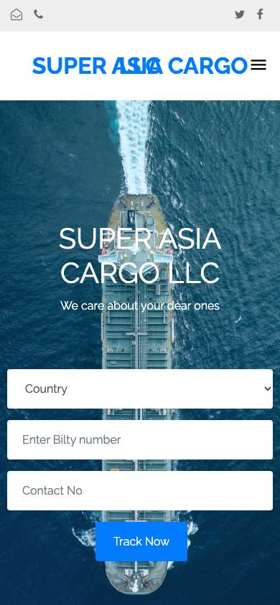 SUPER ASIA CARGO
LLC
SUPER ASIA
CARGO LLC
We care about your dear ones
Country
Enter Bilty number
Contact No
Track Now